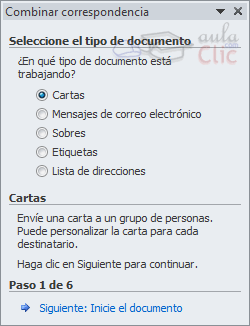 Combinar correspondencia
Seleccione el tipo de documento
aula
Clic
.com
¿En qué tipo de documento está
trabajando?
Cartas
Mensajes de correo electrónico
Sobres
Etiquetas
Lista de direcciones
Cartas
Envíe una carta a un grupo de personas.
Puede personalizar la carta para cada
destinatario.
Haga clic en Siguiente para continuar.
Paso 1 de 6
Siguiente: Inicie el documento